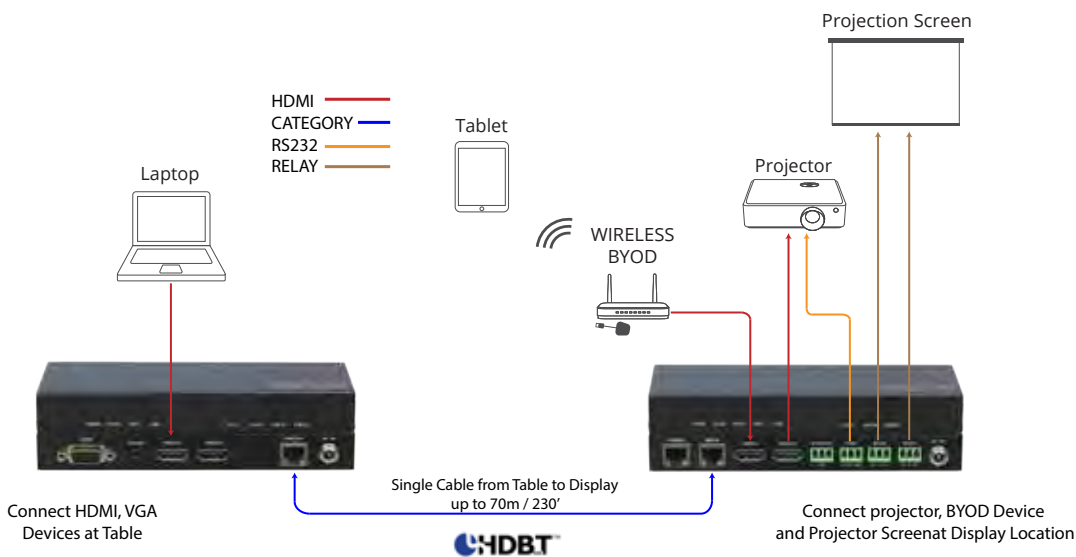 Projection Screen
HDMI
CATEGORY
RS232
RELAY
Tablet
Laptop
Projector
WIRELESS
BYOD
Single Cable from Table to Display
up to 70m / 230’
Connect HDMI, VGA
Devices at Table
Connect projector, BYOD Device
and Projector Screenat Display Location
HDBT™